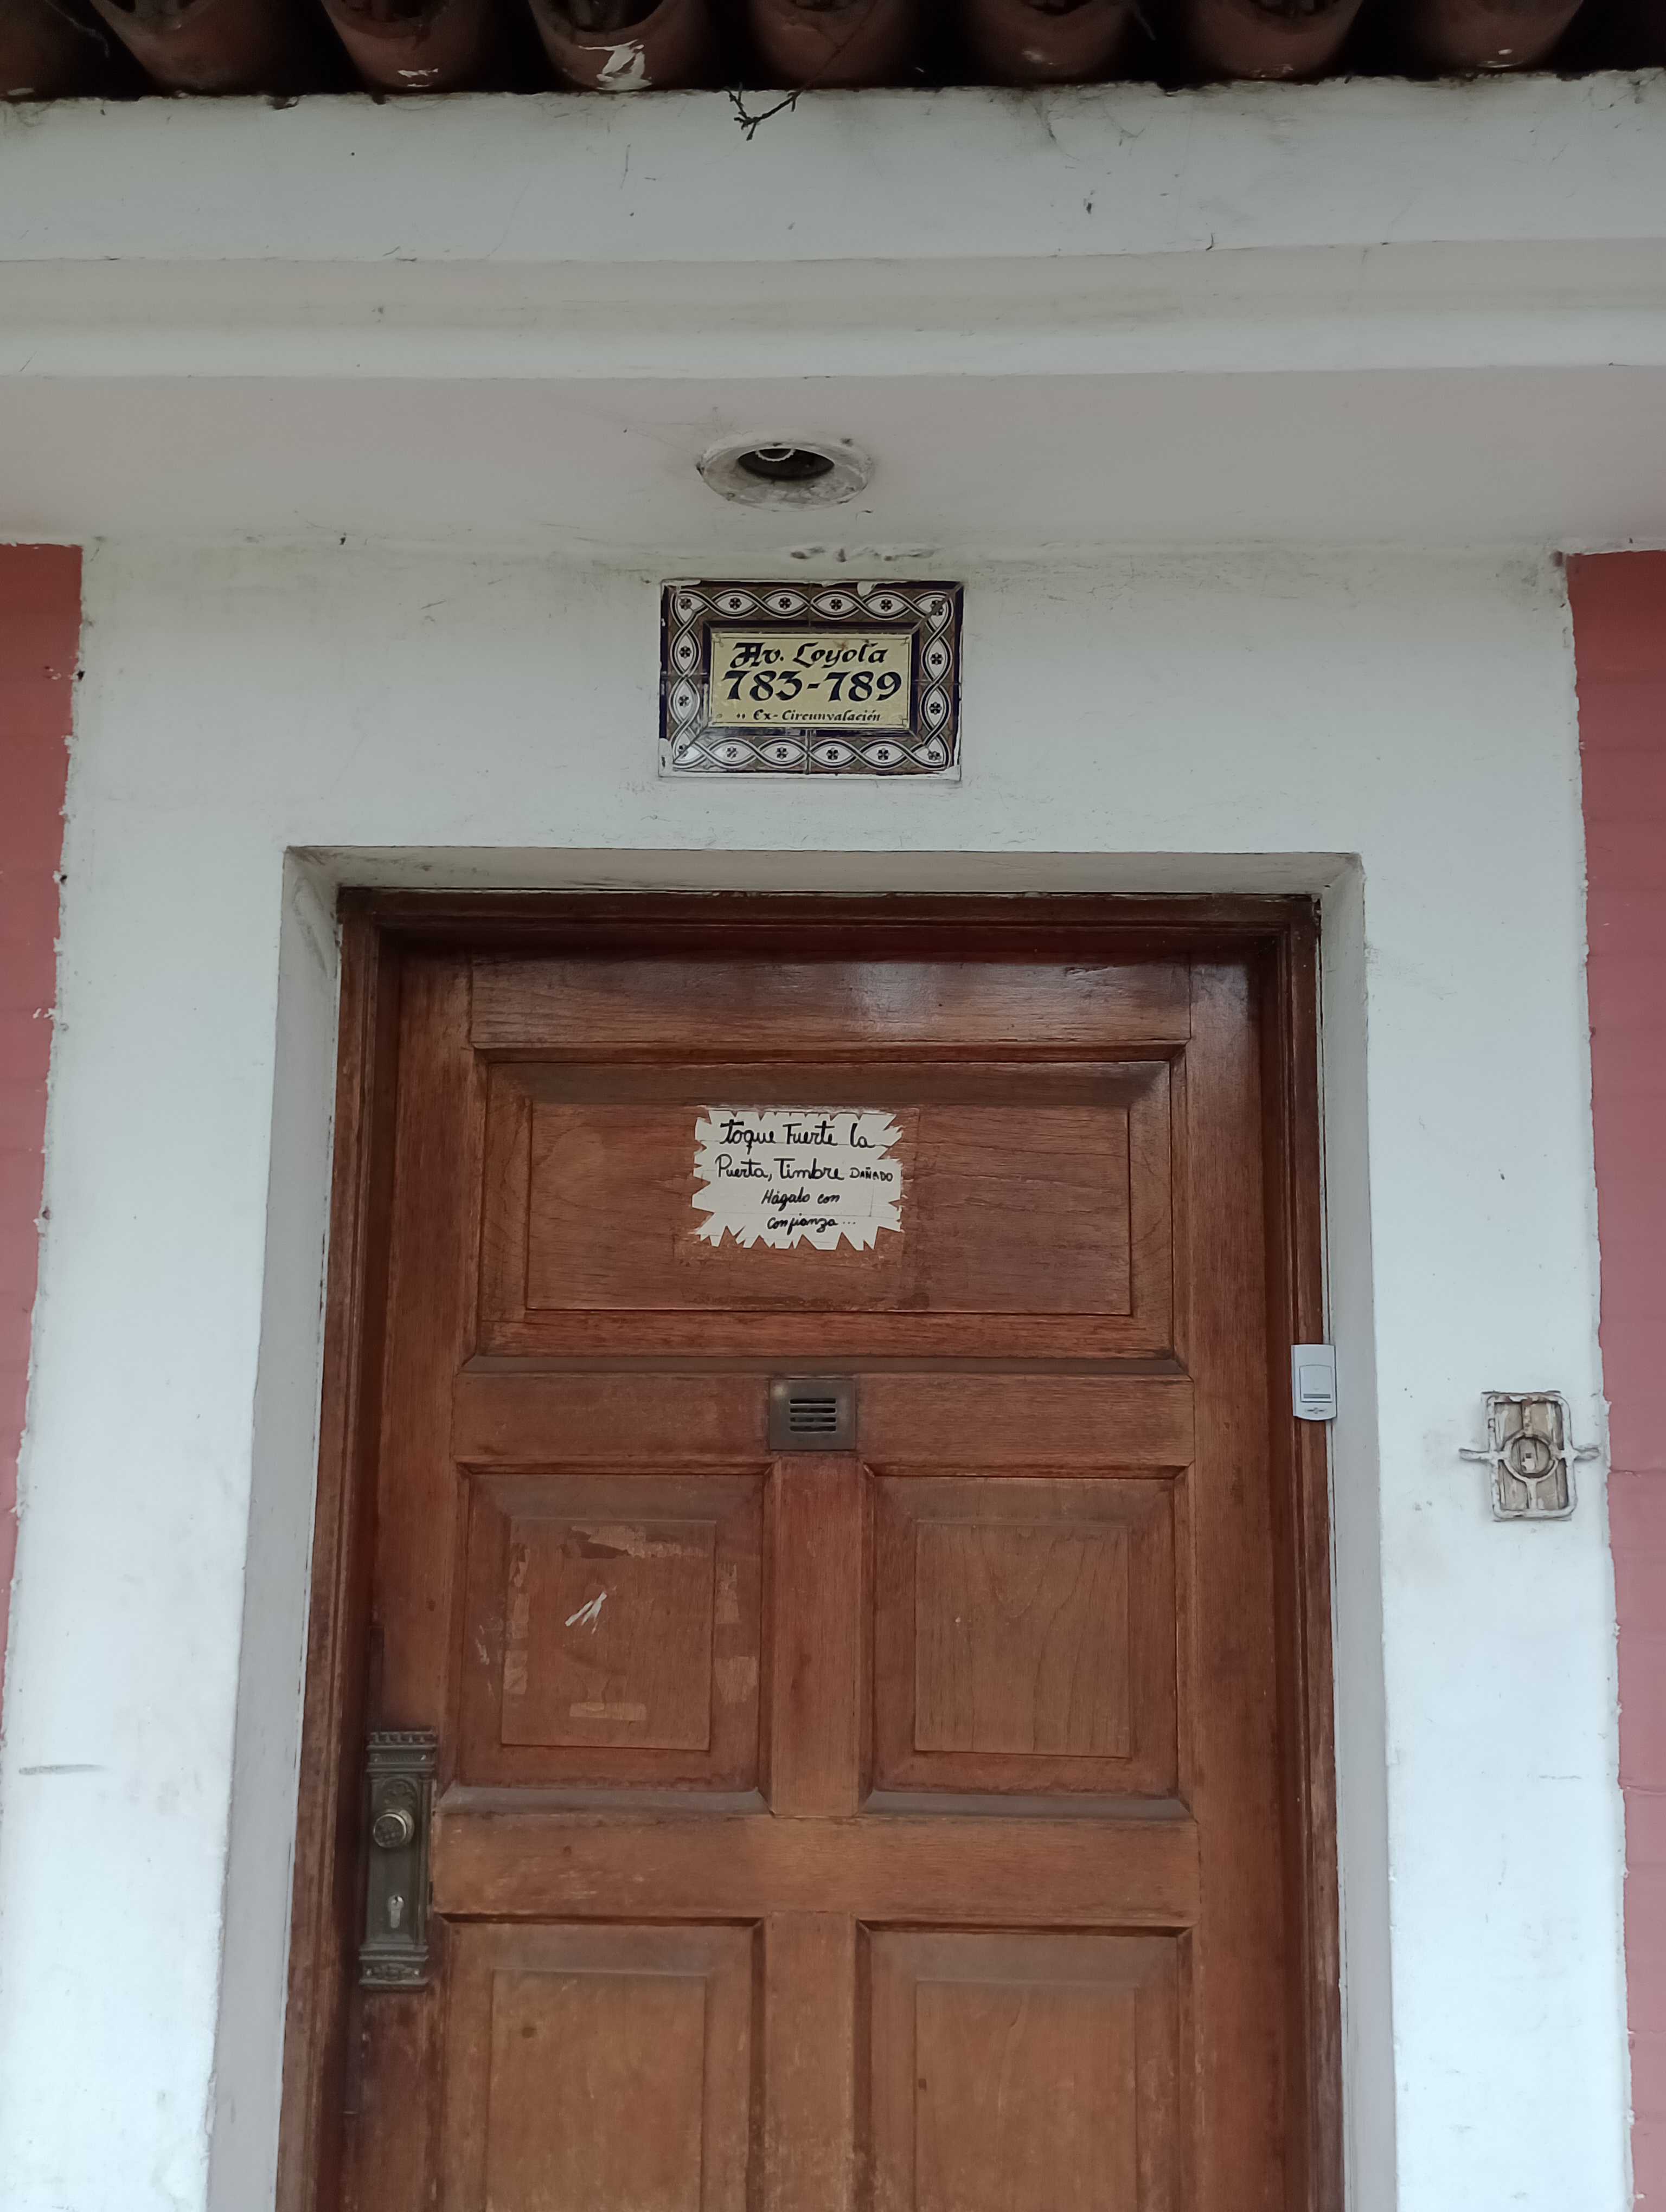 Av. Loyola
783-789
Ex-Circunvalación
toque Fuerte la
Puerta, Timbre DAÑADO
Hágalo con
Confianza...